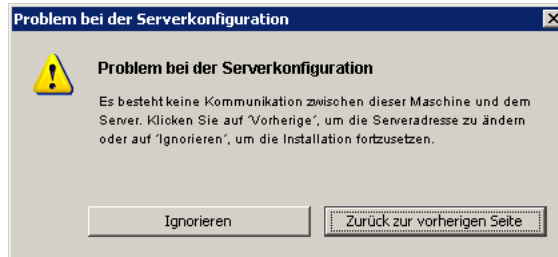 Problem bei der Serverkonfiguration
Problem bei der Serverkonfiguration
Es besteht keine Kommunikation zwischen dieser Maschine und dem
Server. Klicken Sie auf 'Vorherige', um die Serveradresse zu ändern
oder auf 'Ignorieren', um die Installation fortzusetzen.
Ignorieren
Zurück zur vorherigen Seite